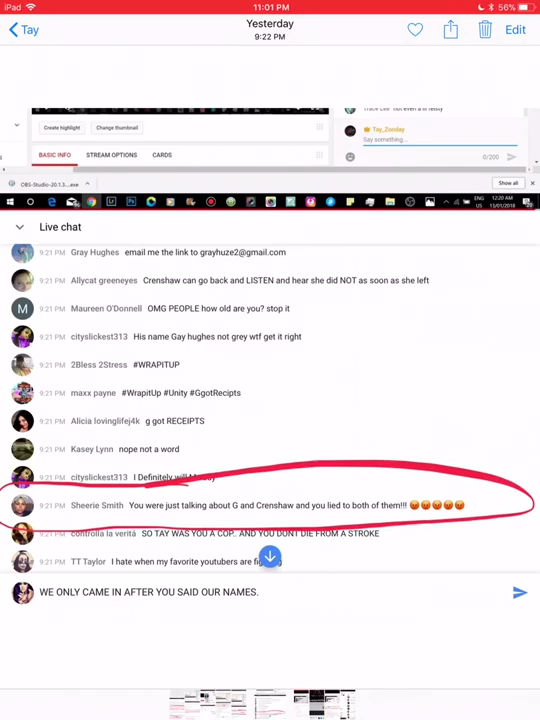 iPad 11:01 PM 56%
Tay Yesterday Edit
9:22 PM
Create highlight Change thumbnail
Tay_Zonday
Say something...
BASIC INFO STREAM OPTIONS CARDS
0/200
OBS-Studio-20.1.3....exe Show all
ENG 12:20 AM
US 13/01/2018
Live chat
9:21 PM Gray Hughes email me the link to grayhuze2@gmail.com
9:21 PM Allycat greeneyes Crenshaw can go back and LISTEN and hear she did NOT as soon as she left
M 9:21 PM Maureen O'Donnell OMG PEOPLE how old are you? stop it
9:21 PM cityslickest313 His name Gay hughes not grey wtf get it right
9:21 PM 2Bless 2Stress #WRAPITUP
9:21 PM maxx payne #WrapitUp #Unity #GgotRecipts
9:21 PM Alicia lovinglifej4k g got RECEIPTS
9:21 PM Kasey Lynn nope not a word
9:21 PM cityslickest313 I Definitely will
9:21 PM Sheerie Smith You were just talking about G and Crenshaw and you lied to both of them!!! 😡😡😡😡😡
9:21 PM controlla la verità SO TAY WAS YOU A COP.. AND YOU DONT DIE FROM A STROKE
9:21 PM TT Taylor I hate when my favorite youtubers are
WE ONLY CAME IN AFTER YOU SAID OUR NAMES.